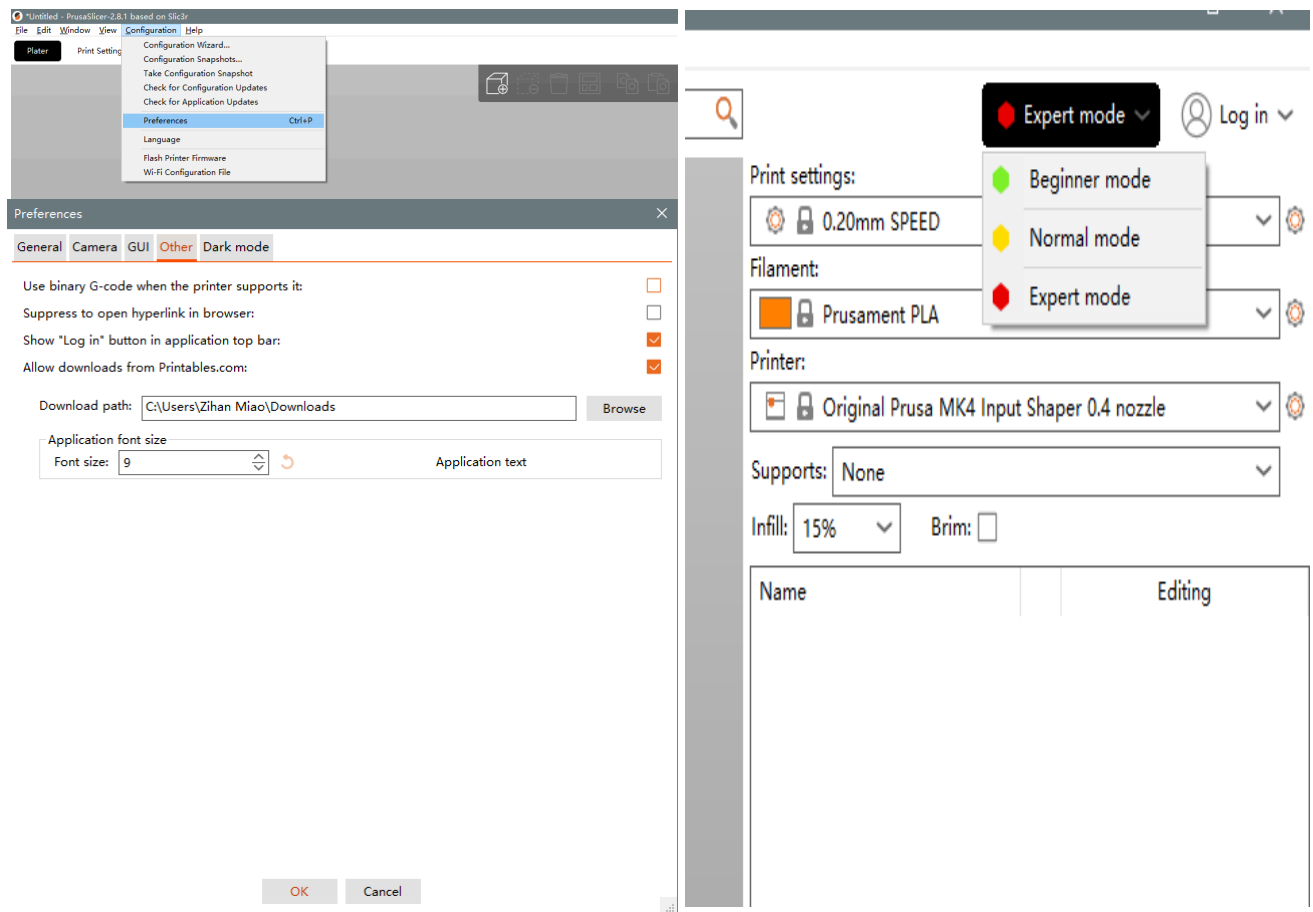 *Untitled - PrusaSlicer-2.8.1 based on Slic3r
File Edit Window View Configuration Help
Plater Print Setting
Configuration Wizard...
Configuration Snapshots...
Take Configuration Snapshot
Check for Configuration Updates
Check for Application Updates
Preferences Ctrl+P
Language
Flash Printer Firmware
Wi-Fi Configuration File
Preferences
General Camera GUI Other Dark mode
Use binary G-code when the printer supports it:
Suppress to open hyperlink in browser:
Show "Log in" button in application top bar:
Allow downloads from Printables.com:
Download path: C:\Users\Zihan Miao\Downloads Browse
Application font size
Font size: 9 Application text
OK Cancel
Expert mode Log in
Beginner mode
Normal mode
Expert mode
Print settings:
0.20mm SPEED
Filament:
Prusament PLA
Printer:
Original Prusa MK4 Input Shaper 0.4 nozzle
Supports: None
Infill: 15% Brim:
Name Editing